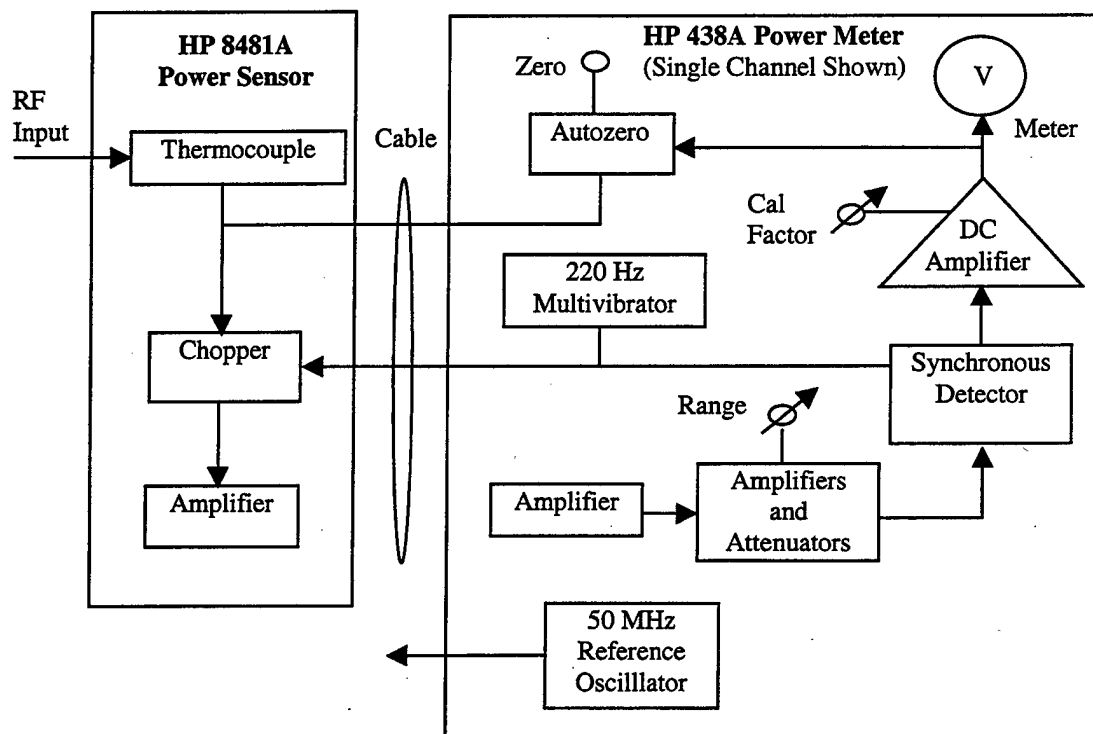 HP 8481A
Power Sensor
HP 438A Power Meter
(Single Channel Shown)
Zero
V
RF
Input
Thermocouple
Cable
Autozero
Meter
Cal
Factor
DC
Amplifier
220 Hz
Multivibrator
Chopper
Synchronous
Detector
Range
Amplifier
Amplifier
Amplifiers
and
Attenuators
50 MHz
Reference
Oscilllator